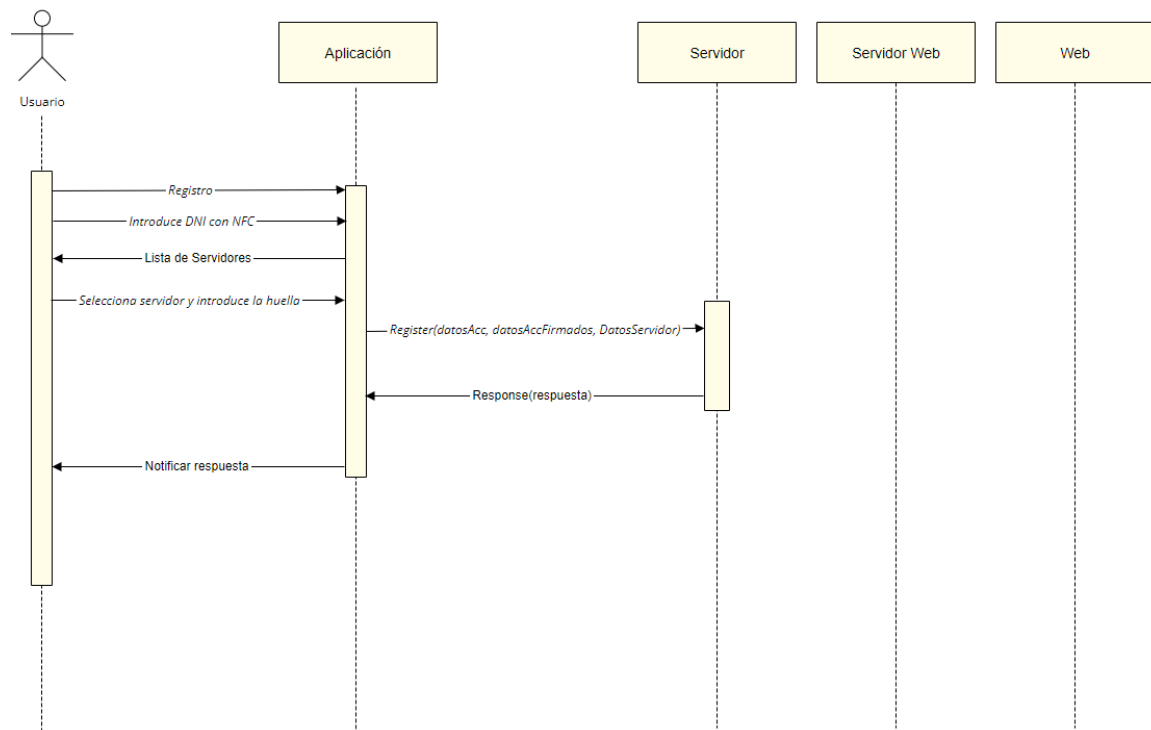 Usuario
Aplicación
Servidor
Servidor Web
Web
Registro
Introduce DNI con NFC
Lista de Servidores
Selecciona servidor y introduce la huella
Register(datosAcc, datosAccFirmados, DatosServidor)
Response(respuesta)
Notificar respuesta